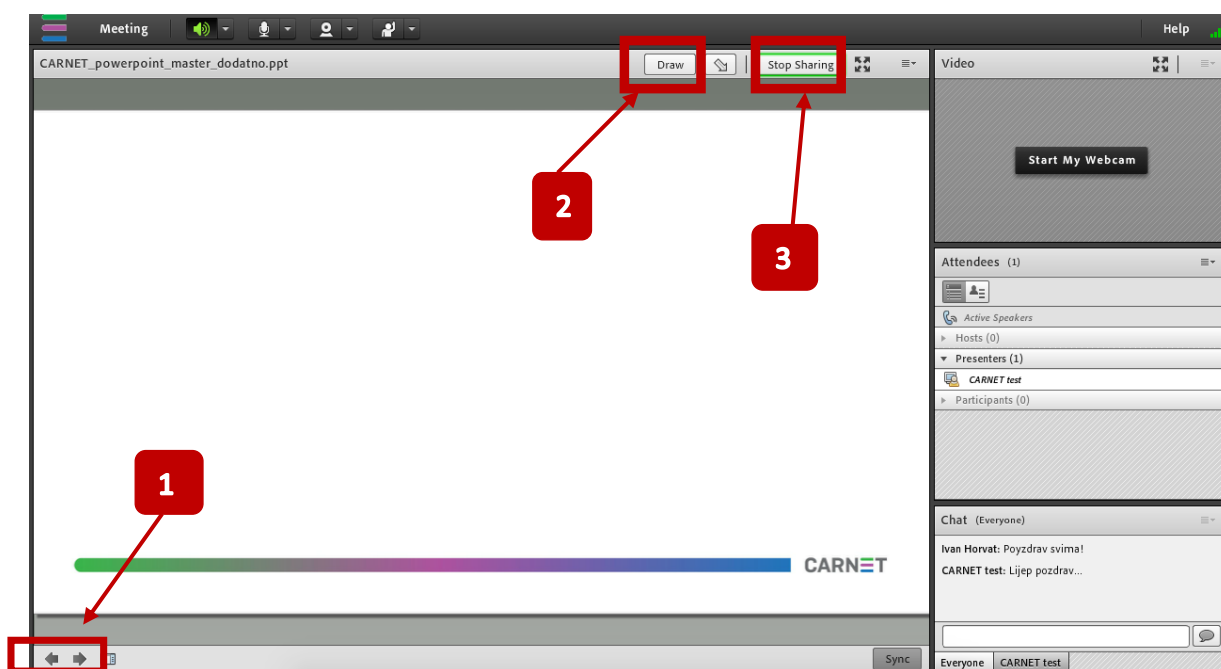 Meeting
Help
CARNET_powerpoint_master_dodatno.ppt
Draw
Stop Sharing
Video
Start My Webcam
2
3
Attendees (1)
Active Speakers
Hosts (0)
Presenters (1)
CARNET test
Participants (0)
1
CARNET
Chat (Everyone)
Ivan Horvat: Poyzdrav svima!
CARNET test: Lijep pozdrav...
Sync
Everyone
CARNET test